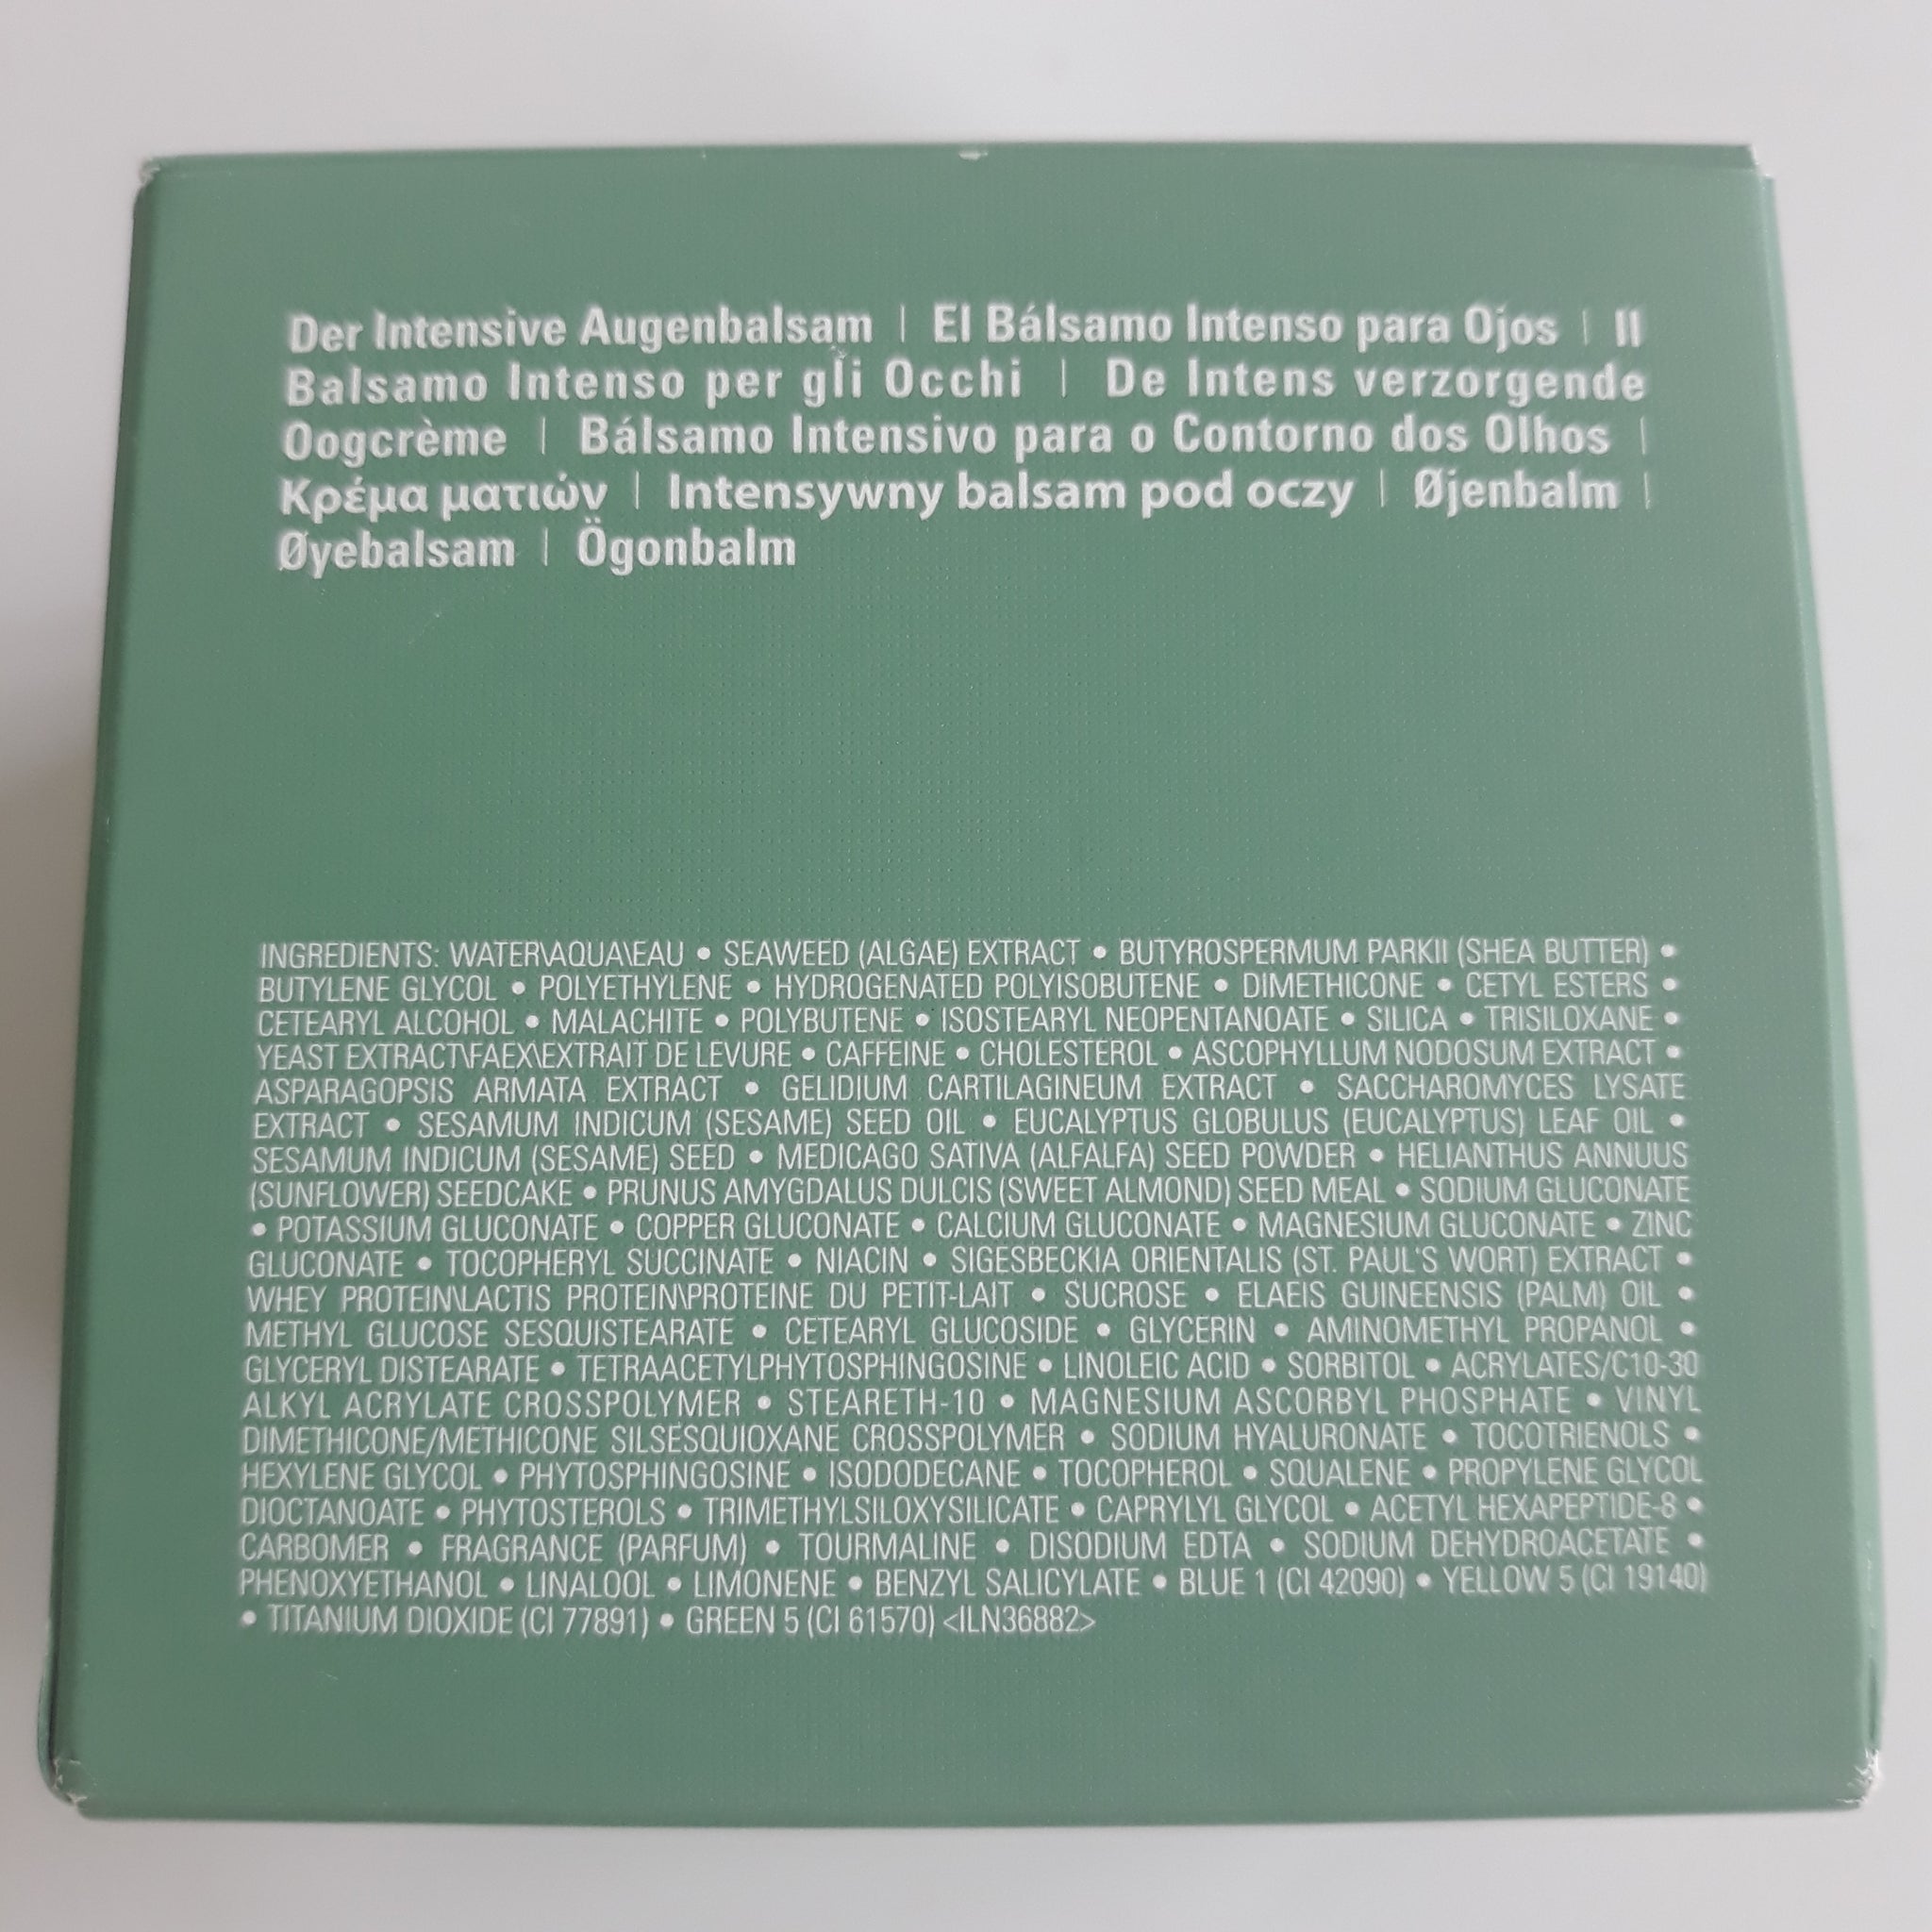 Der Intensive Augenbalsam | El Bálsamo Intenso para Ojos | Il
Balsamo Intenso per gli Occhi | De Intens verzorgende
Oogcrème | Bálsamo Intensivo para o Contorno dos Olhos |
Κρέμα ματιών | Intensywny balsam pod oczy | Øjenbalm |
Øyebalsam | Ögonbalm
INGREDIENTS: WATER\AQUA\EAU • SEAWEED (ALGAE) EXTRACT • BUTYROSPERMUM PARKII (SHEA BUTTER) •
BUTYLENE GLYCOL • POLYETHYLENE • HYDROGENATED POLYISOBUTENE • DIMETHICONE • CETYL ESTERS •
CETEARYL ALCOHOL • MALACHITE • POLYBUTENE • ISOSTEARYL NEOPENTANOATE • SILICA • TRISILOXANE •
YEAST EXTRACT\FAEX\EXTRAIT DE LEVURE • CAFFEINE • CHOLESTEROL • ASCOPHYLLUM NODOSUM EXTRACT •
ASPARAGOPSIS ARMATA EXTRACT • GELIDIUM CARTILAGINEUM EXTRACT • SACCHAROMYCES LYSATE
EXTRACT • SESAMUM INDICUM (SESAME) SEED OIL • EUCALYPTUS GLOBULUS (EUCALYPTUS) LEAF OIL •
SESAMUM INDICUM (SESAME) SEED • MEDICAGO SATIVA (ALFALFA) SEED POWDER • HELIANTHUS ANNUUS
(SUNFLOWER) SEEDCAKE • PRUNUS AMYGDALUS DULCIS (SWEET ALMOND) SEED MEAL • SODIUM GLUCONATE
• POTASSIUM GLUCONATE • COPPER GLUCONATE • CALCIUM GLUCONATE • MAGNESIUM GLUCONATE • ZINC
GLUCONATE • TOCOPHERYL SUCCINATE • NIACIN • SIGESBECKIA ORIENTALIS (ST. PAUL'S WORT) EXTRACT •
WHEY PROTEIN\LACTIS PROTEIN\PROTEINE DU PETIT-LAIT • SUCROSE • ELAEIS GUINEENSIS (PALM) OIL •
METHYL GLUCOSE SESQUISTEARATE • CETEARYL GLUCOSIDE • GLYCERIN • AMINOMETHYL PROPANOL •
GLYCERYL DISTEARATE • TETRAACETYLPHYTOSPHINGOSINE • LINOLEIC ACID • SORBITOL • ACRYLATES/C10-30
ALKYL ACRYLATE CROSSPOLYMER • STEARETH-10 • MAGNESIUM ASCORBYL PHOSPHATE • VINYL
DIMETHICONE/METHICONE SILSESQUIOXANE CROSSPOLYMER • SODIUM HYALURONATE • TOCOTRIENOLS •
HEXYLENE GLYCOL • PHYTOSPHINGOSINE • ISODODECANE • TOCOPHEROL • SQUALENE • PROPYLENE GLYCOL
DIOCTANOATE • PHYTOSTEROLS • TRIMETHYLSILOXYSILICATE • CAPRYLYL GLYCOL • ACETYL HEXAPEPTIDE-8 •
CARBOMER • FRAGRANCE (PARFUM) • TOURMALINE • DISODIUM EDTA • SODIUM DEHYDROACETATE •
PHENOXYETHANOL • LINALOOL • LIMONENE • BENZYL SALICYLATE • BLUE 1 (CI 42090) • YELLOW 5 (CI 19140)
• TITANIUM DIOXIDE (CI 77891) • GREEN 5 (CI 61570) <ILN36882>